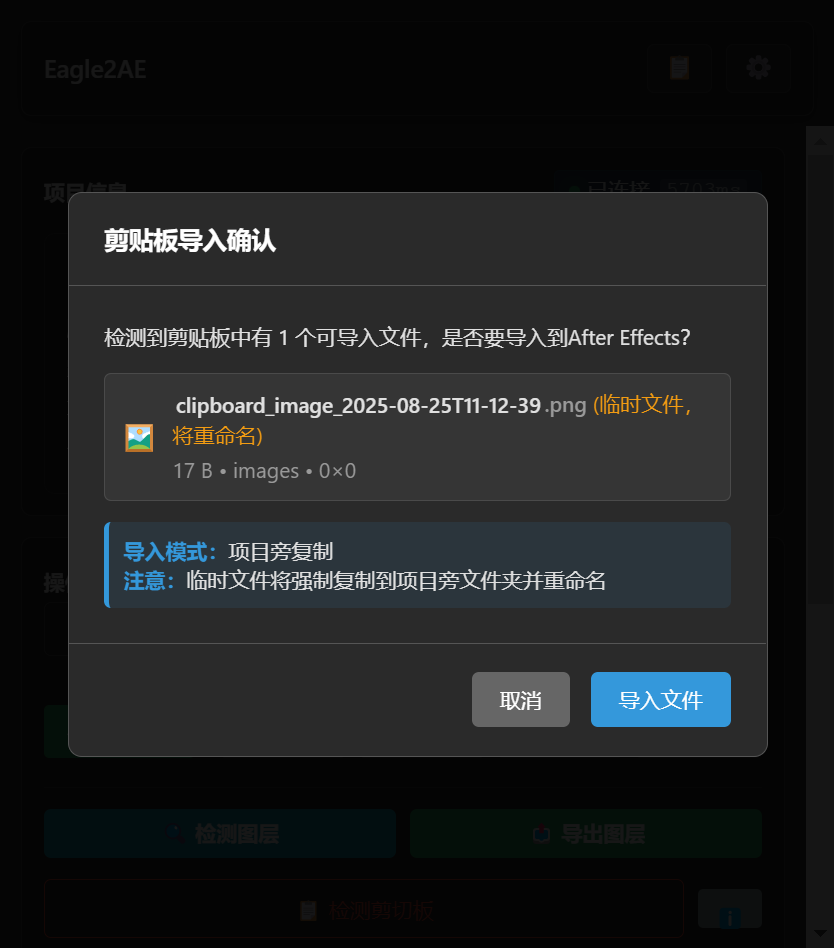 Eagle2AE
项目信息
已连接 5703ms
剪贴板导入确认
检测到剪贴板中有 1 个可导入文件，是否要导入到After Effects？
clipboard_image_2025-08-25T11-12-39.png (临时文件，
将重命名)
17 B • images • 0×0
导入模式：项目旁复制
注意：临时文件将强制复制到项目旁文件夹并重命名
取消
导入文件
检测图层
导出图层
检测剪切板